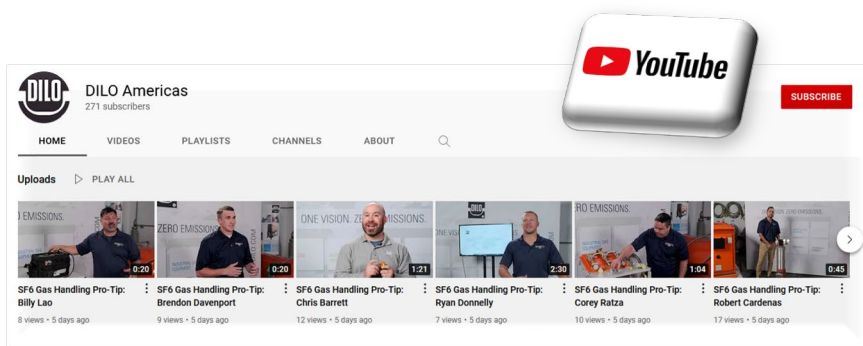 YouTube
DILO
DILO Americas
271 subscribers
SUBSCRIBE
HOME VIDEOS PLAYLISTS CHANNELS ABOUT
Uploads PLAY ALL
RO EMISSIONS.
ZERO EMISSIONS
ONE VISION. ZE MISSIONS.
DILO
RO EMISSIONS.
0:20
0:20
1:21
2:30
1:04
0:45
SF6 Gas Handling Pro-Tip: Billy Lao
8 views • 5 days ago
SF6 Gas Handling Pro-Tip: Brendon Davenport
9 views • 5 days ago
SF6 Gas Handling Pro-Tip: Chris Barrett
12 views • 5 days ago
SF6 Gas Handling Pro-Tip: Ryan Donnelly
7 views • 5 days ago
SF6 Gas Handling Pro-Tip: Corey Ratza
10 views • 5 days ago
SF6 Gas Handling Pro-Tip: Robert Cardenas
17 views • 5 days ago